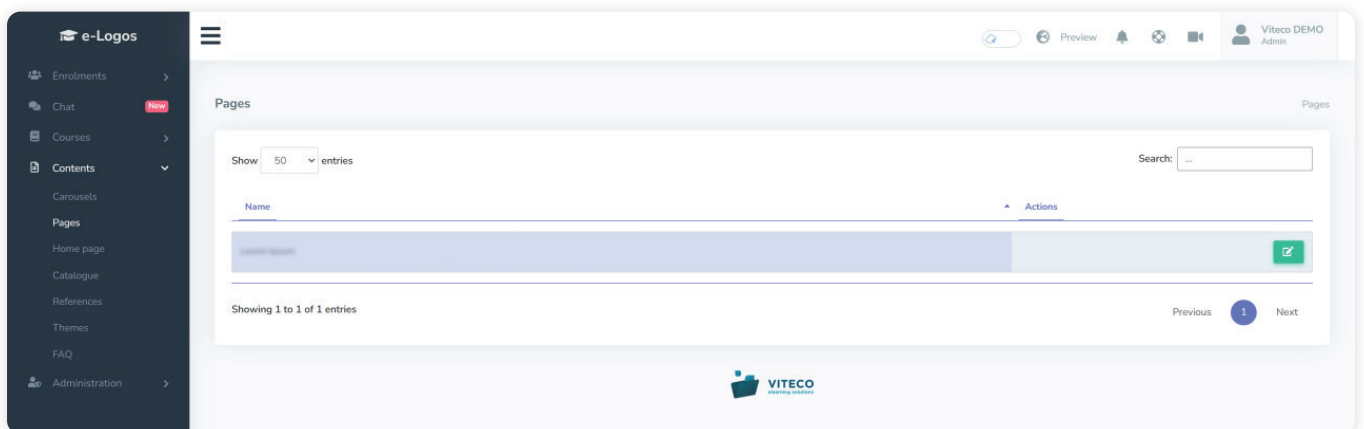 e-Logos
Preview
Viteco DEMO
Admin
Enrolments
Chat New
Courses
Contents
Carousels
Pages
Home page
Catalogue
References
Themes
FAQ
Administration
Pages
Pages
Show 50 entries
Search: ...
Name Actions
Showing 1 to 1 of 1 entries
Previous 1 Next
VITECO
elearning solutions